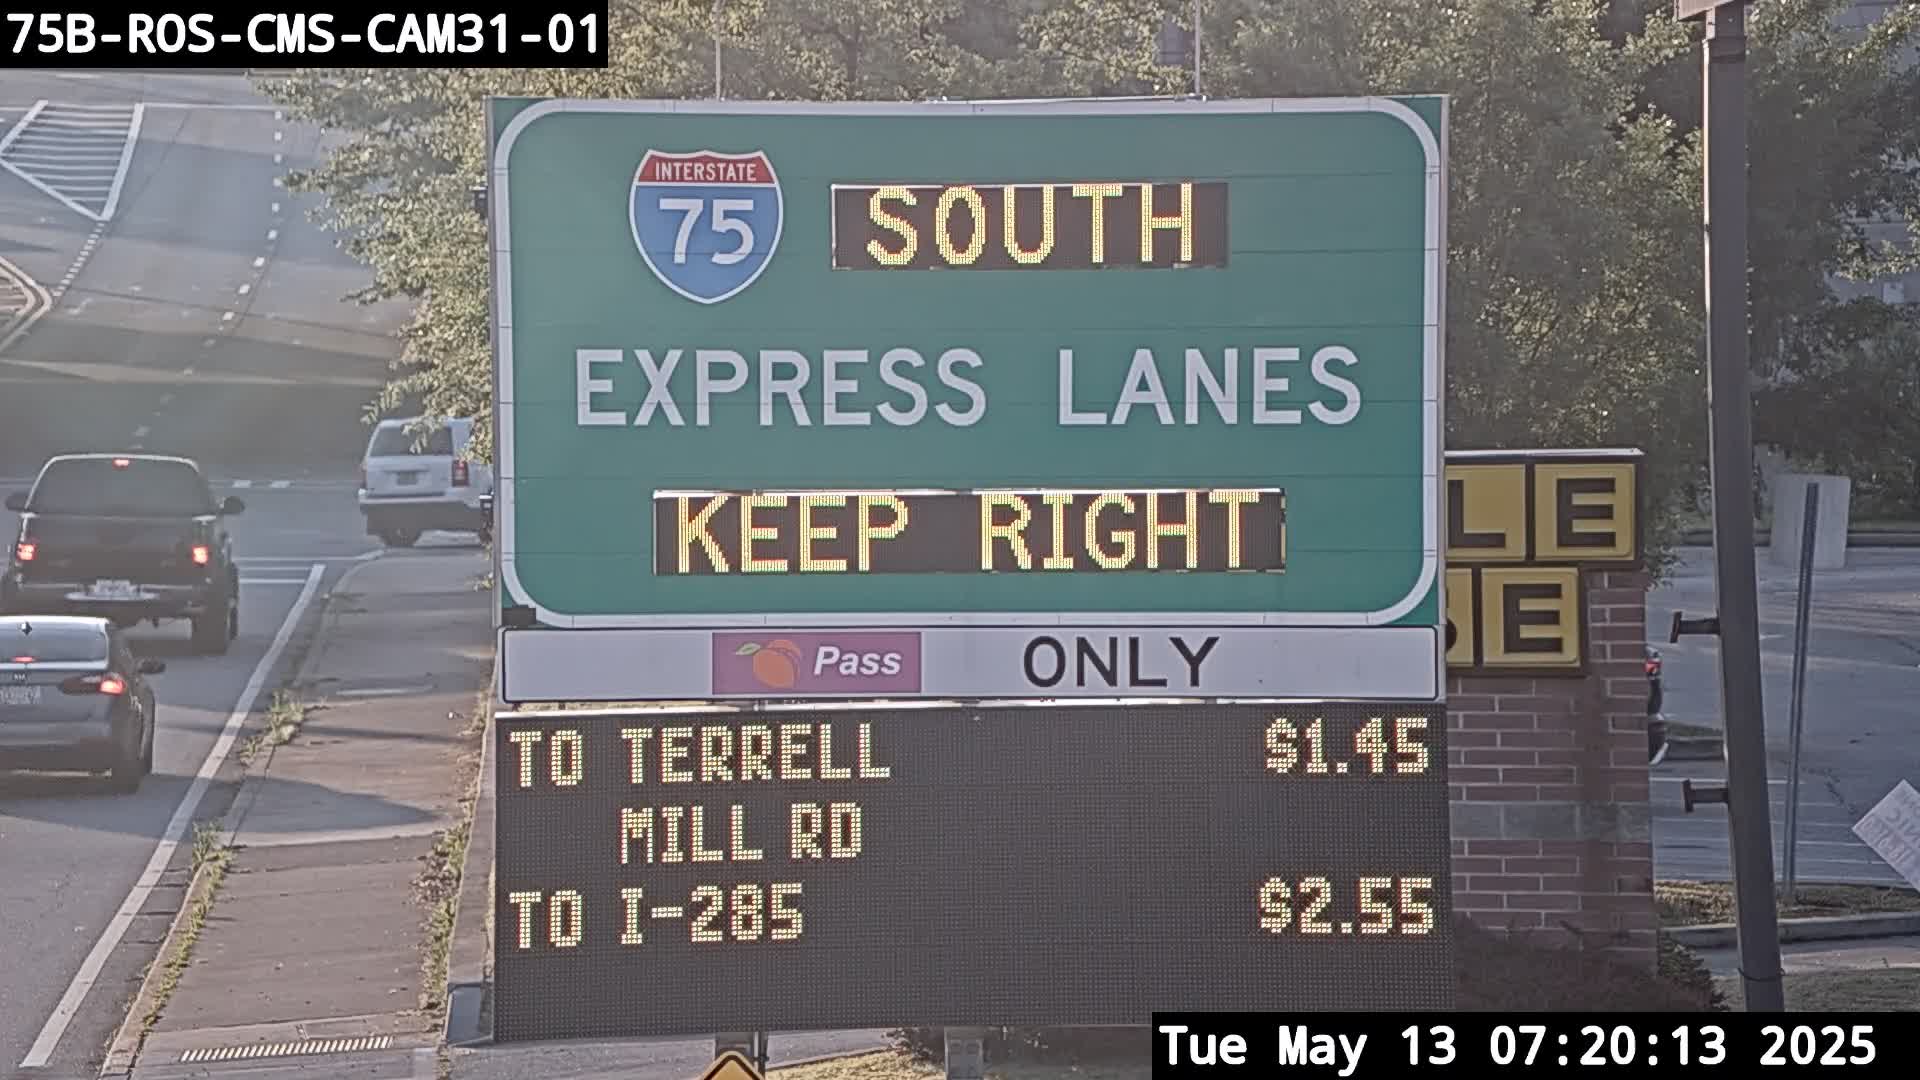 75B-ROS-CMS-CAM31-01
INTERSTATE
75
SOUTH
EXPRESS LANES
KEEP RIGHT
Pass ONLY
TO TERRELL $1.45
MILL RD
TO I-285 $2.55
LE
E
Tue May 13 07:20:13 2025